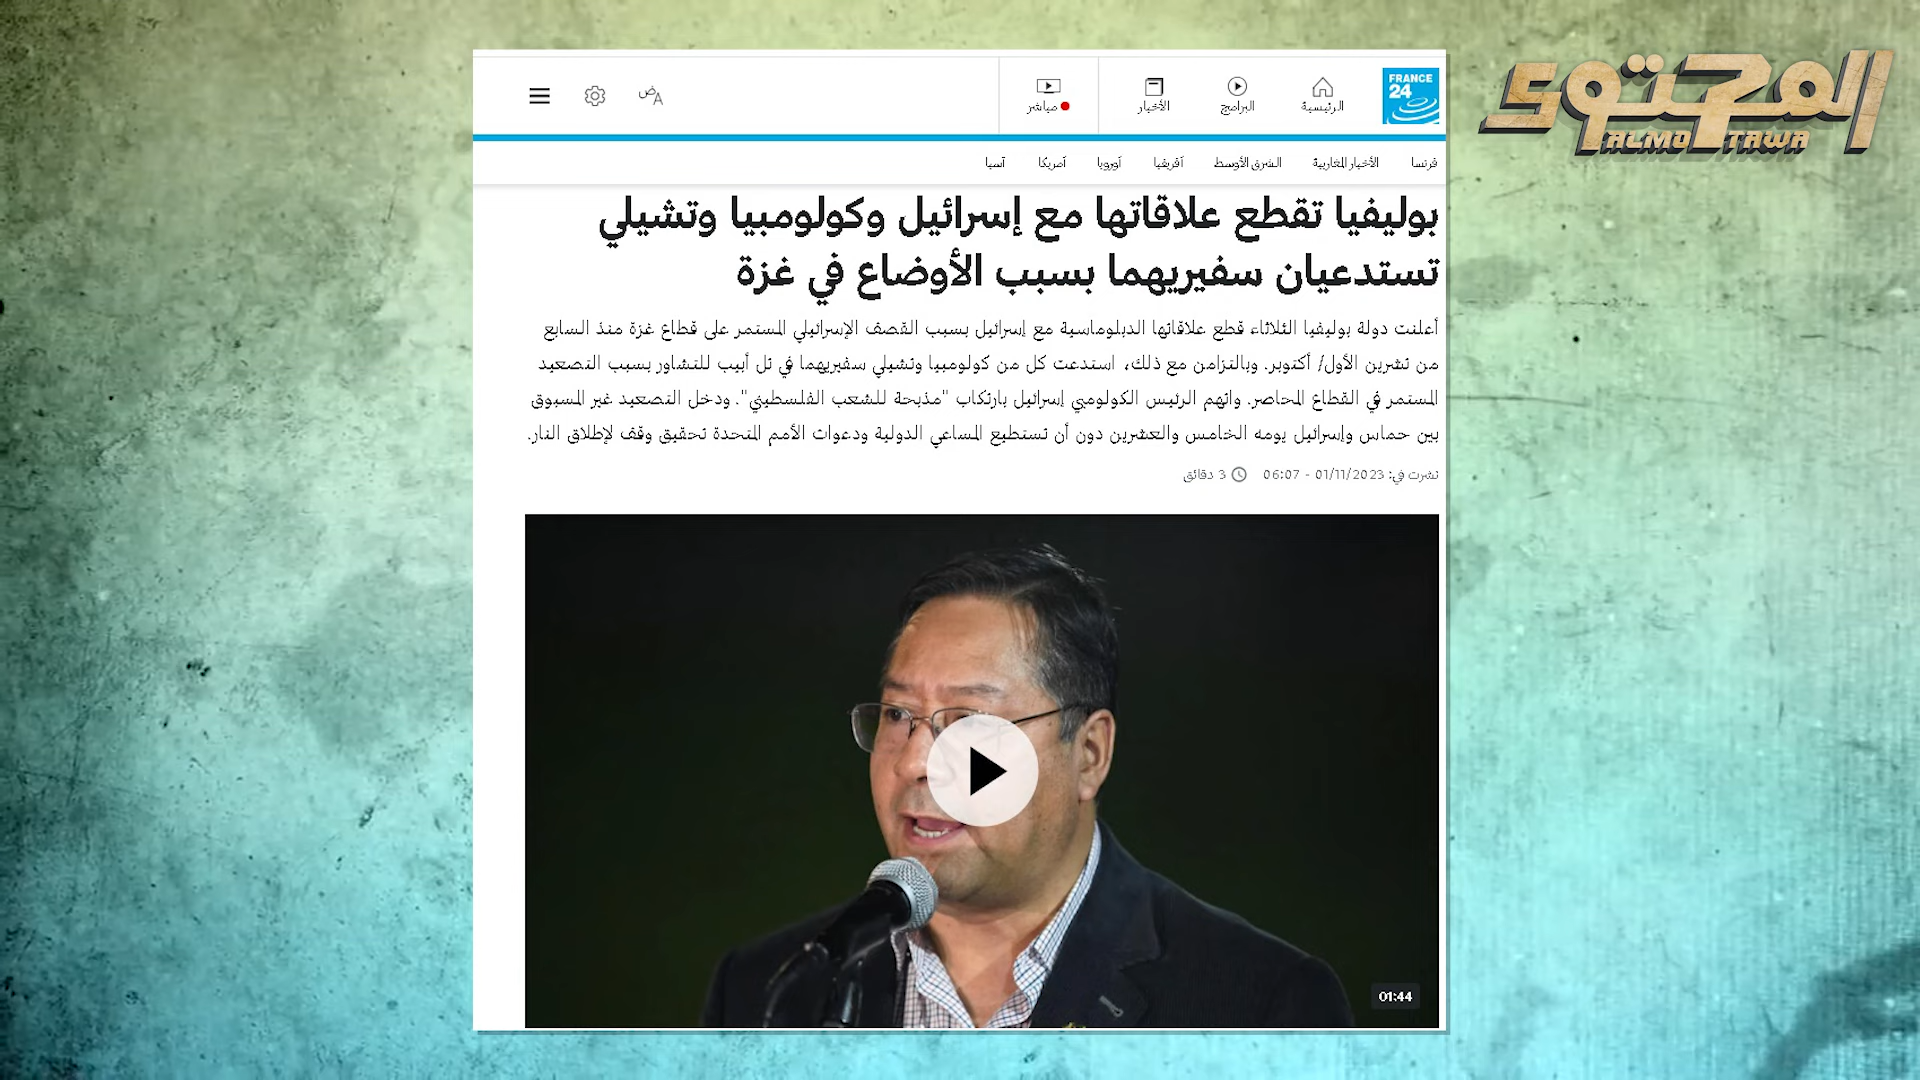 المحتوى
ALMO TAWA
FRANCE
24
الرئيسية
البرامج
الأخبار
مباشر
ض A
فرنسا
الأخبار المغاربية
الشرق الأوسط
أفريقيا
أوروبا
أمريكا
آسيا
بوليفيا تقطع علاقاتها مع إسرائيل وكولومبيا وتشيلي
تستدعيان سفيريهما بسبب الأوضاع في غزة
أعلنت دولة بوليفيا الثلاثاء قطع علاقاتها الدبلوماسية مع إسرائيل بسبب القصف الإسرائيلي المستمر على قطاع غزة منذ السابع
من تشرين الأول/ أكتوبر. وبالتزامن مع ذلك، استدعت كل من كولومبيا وتشيلي سفيريهما في تل أبيب للتشاور بسبب التصعيد
المستمر في القطاع المحاصر. واتهم الرئيس الكولومبي إسرائيل بارتكاب "مذبحة للشعب الفلسطيني". ودخل التصعيد غير المسبوق
بين حماس وإسرائيل يومه الخامس والعشرين دون أن تستطيع المساعي الدولية ودعوات الأمم المتحدة تحقيق وقف لإطلاق النار.
نشرت في: 01/11/2023 - 06:07
3 دقائق
01:44